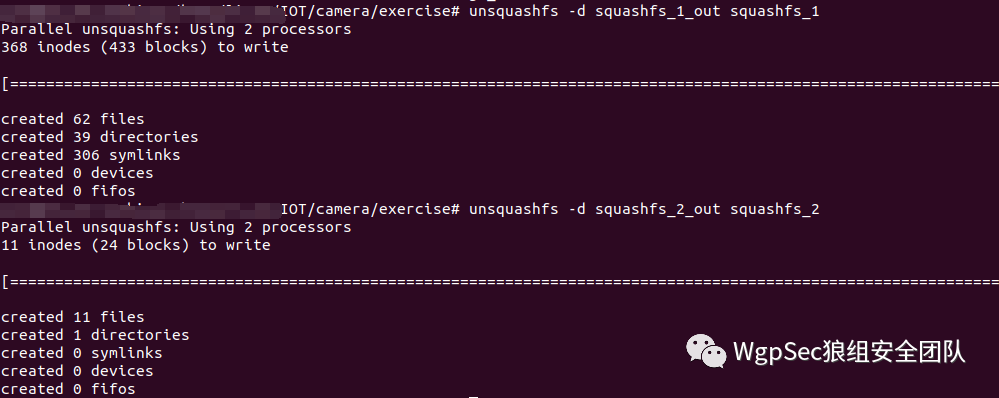 /IOT/camera/exercise# unsquashfs -d squashfs_1_out squashfs_1
Parallel unsquashfs: Using 2 processors
368 inodes (433 blocks) to write
[==============================================================================================================
created 62 files
created 39 directories
created 306 symlinks
created 0 devices
created 0 fifos
IOT/camera/exercise# unsquashfs -d squashfs_2_out squashfs_2
Parallel unsquashfs: Using 2 processors
11 inodes (24 blocks) to write
[==============================================================================================================
created 11 files
created 1 directories
created 0 symlinks
created 0 devices
created 0 fifos
WgpSec狼组安全团队